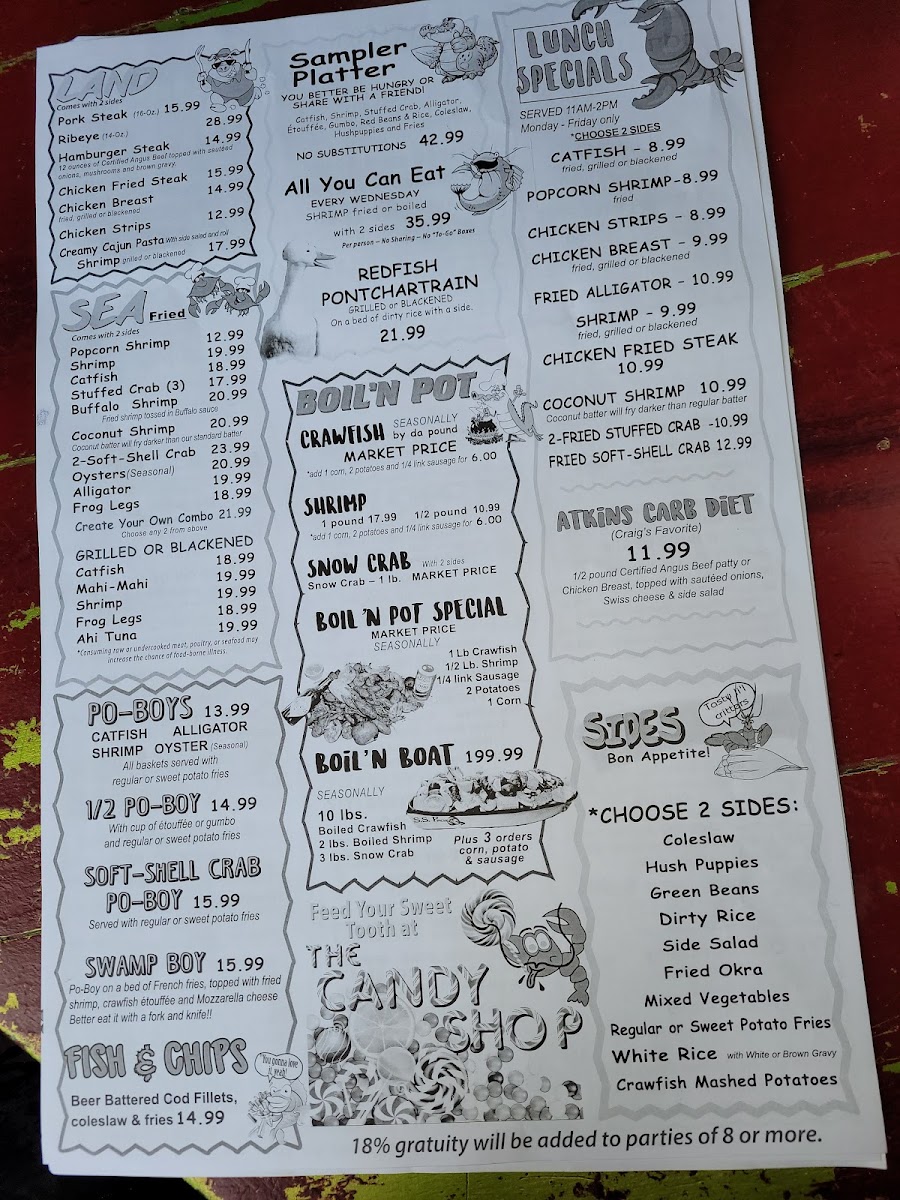 LAND
Comes with 2 sides
Pork Steak (16-Oz.) 15.99
Ribeye (14-Oz.) 28.99
Hamburger Steak 14.99
12 ounces of Certified Angus Beef topped with sautéed
onions, mushrooms and brown gravy.
Chicken Fried Steak 15.99
Chicken Breast 14.99
fried, grilled or blackened
Chicken Strips 12.99
Creamy Cajun Pasta With side salad and roll
Shrimp grilled or blackened 17.99
SEA Fried
Comes with 2 sides
Popcorn Shrimp 12.99
Shrimp 19.99
Catfish 18.99
Stuffed Crab (3) 17.99
Buffalo Shrimp 20.99
Fried shrimp tossed in Buffalo sauce
Coconut Shrimp 20.99
Coconut batter will fry darker than our standard batter
2-Soft-Shell Crab 23.99
Oysters(Seasonal) 20.99
Alligator 19.99
Frog Legs 18.99
Create Your Own Combo 21.99
Choose any 2 from above
GRILLED OR BLACKENED
Catfish 18.99
Mahi-Mahi 19.99
Shrimp 19.99
Frog Legs 18.99
Ahi Tuna 19.99
*Consuming raw or undercooked meat, poultry, or seafood may
increase the chance of food-borne illness.
PO-BOYS 13.99
CATFISH ALLIGATOR
SHRIMP OYSTER (Seasonal)
All baskets served with
regular or sweet potato fries
1/2 PO-BOY 14.99
With cup of étouffée or gumbo
and regular or sweet potato fries
SOFT-SHELL CRAB
PO-BOY 15.99
Served with regular or sweet potato fries
SWAMP BOY 15.99
Po-Boy on a bed of French fries, topped with fried
shrimp, crawfish étouffée and Mozzarella cheese
Better eat it with a fork and knife!!
FISH & CHIPS
"You gonna love
it, yeah!"
Beer Battered Cod Fillets,
coleslaw & fries 14.99
Sampler
Platter
YOU BETTER BE HUNGRY OR
SHARE WITH A FRIEND!
Catfish, Shrimp, Stuffed Crab, Alligator,
Étouffée, Gumbo, Red Beans & Rice, Coleslaw,
Hushpuppies and Fries
NO SUBSTITUTIONS 42.99
All You Can Eat
EVERY WEDNESDAY
SHRIMP fried or boiled
with 2 sides 35.99
Per person – No Sharing – No "To-Go" Boxes
REDFISH
PONTCHARTRAIN
GRILLED or BLACKENED
On a bed of dirty rice with a side.
21.99
BOIL'N POT
CRAWFISH SEASONALLY
by da pound
MARKET PRICE
*add 1 corn, 2 potatoes and 1/4 link sausage for 6.00
SHRIMP
1 pound 17.99 1/2 pound 10.99
*add 1 corn, 2 potatoes and 1/4 link sausage for 6.00
SNOW CRAB With 2 sides
Snow Crab – 1 lb. MARKET PRICE
BOIL 'N POT SPECIAL
MARKET PRICE
SEASONALLY
1 Lb Crawfish
1/2 Lb. Shrimp
1/4 link Sausage
2 Potatoes
1 Corn
BOIL'N BOAT 199.99
SEASONALLY
10 lbs.
Boiled Crawfish
2 lbs. Boiled Shrimp
3 lbs. Snow Crab
Plus 3 orders
corn, potato
& sausage
Feed Your Sweet
Tooth at
THE
CANDY
SHOP
LUNCH
SPECIALS
SERVED 11AM-2PM
Monday - Friday only
*CHOOSE 2 SIDES
CATFISH - 8.99
fried, grilled or blackened
POPCORN SHRIMP-8.99
fried
CHICKEN STRIPS - 8.99
CHICKEN BREAST - 9.99
fried, grilled or blackened
FRIED ALLIGATOR - 10.99
SHRIMP - 9.99
fried, grilled or blackened
CHICKEN FRIED STEAK
10.99
COCONUT SHRIMP 10.99
Coconut batter will fry darker than regular batter
2-FRIED STUFFED CRAB -10.99
FRIED SOFT-SHELL CRAB 12.99
ATKINS CARB DIET
(Craig's Favorite)
11.99
1/2 pound Certified Angus Beef patty or
Chicken Breast, topped with sautéed onions,
Swiss cheese & side salad
SIDES
Bon Appetite!
Tasty li'l
critters
*CHOOSE 2 SIDES:
Coleslaw
Hush Puppies
Green Beans
Dirty Rice
Side Salad
Fried Okra
Mixed Vegetables
Regular or Sweet Potato Fries
White Rice with White or Brown Gravy
Crawfish Mashed Potatoes
18% gratuity will be added to parties of 8 or more.